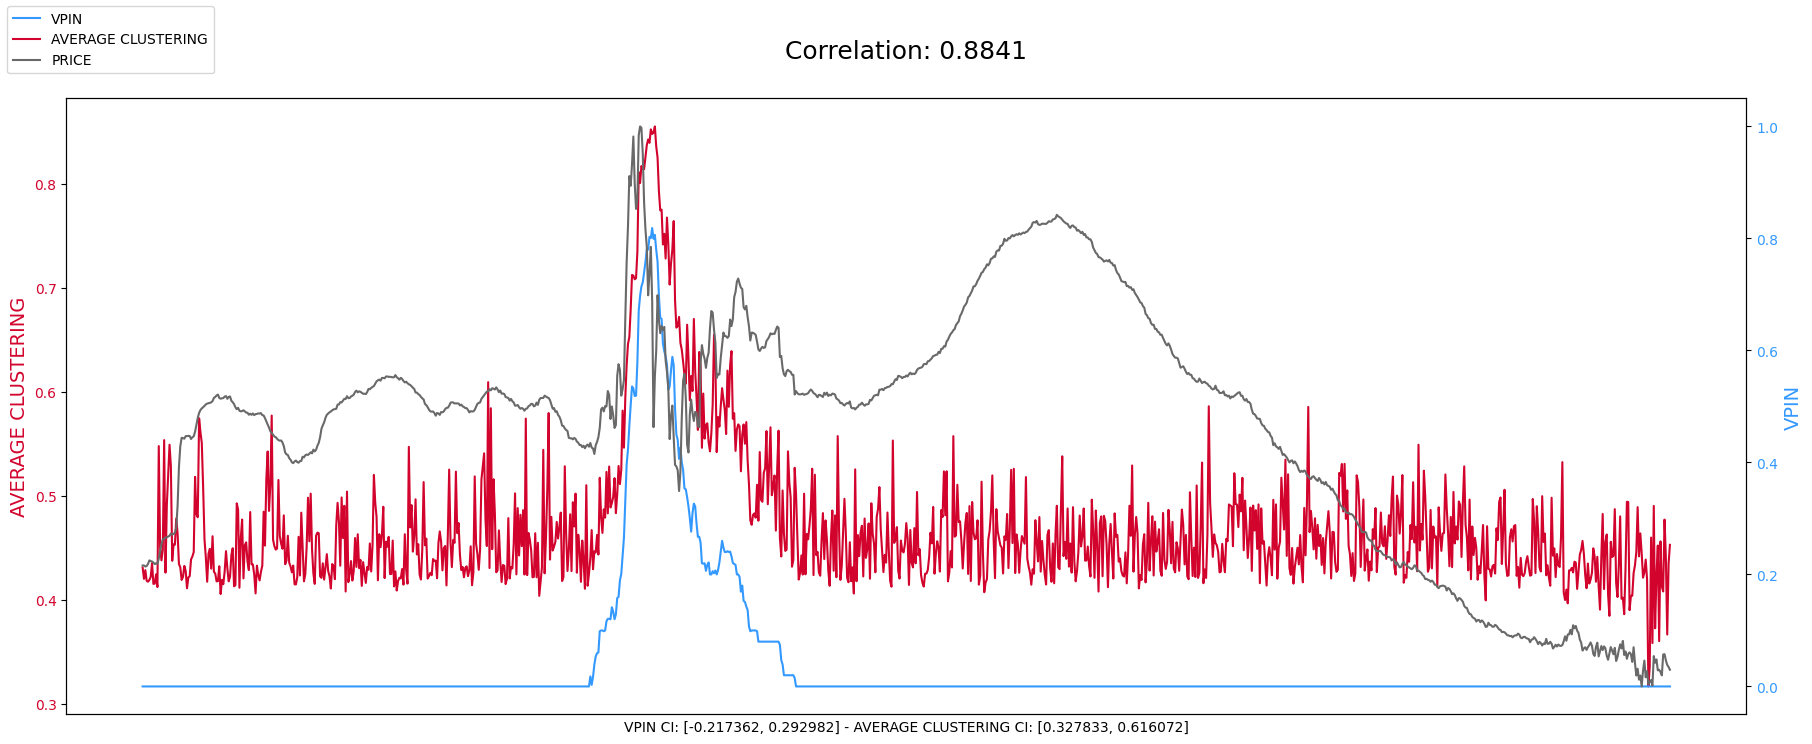 VPIN
AVERAGE CLUSTERING
PRICE
Correlation: 0.8841
AVERAGE CLUSTERING
0.8
0.7
0.6
0.5
0.4
0.3
1.0
0.8
0.6
0.4
0.2
0.0
VPIN
VPIN CI: [-0.217362, 0.292982] - AVERAGE CLUSTERING CI: [0.327833, 0.616072]